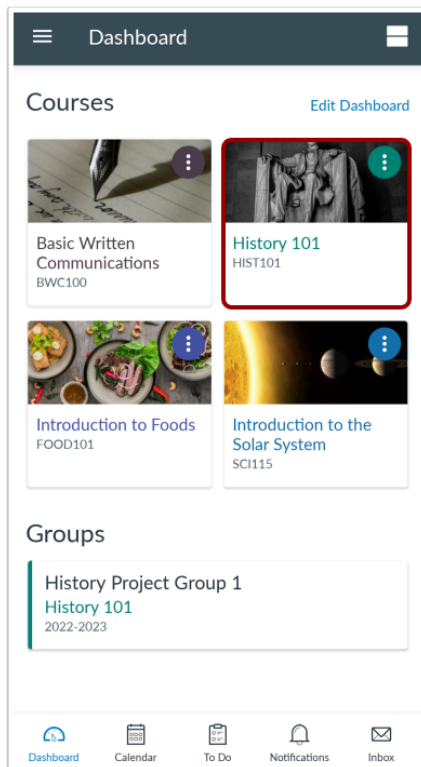 Dashboard
Courses
Edit Dashboard
Basic Written
Communications
BWC100
History 101
HIST101
Introduction to Foods
FOOD101
Introduction to the
Solar System
SCI115
Groups
History Project Group 1
History 101
2022-2023
Dashboard
Calendar
To Do
Notifications
Inbox